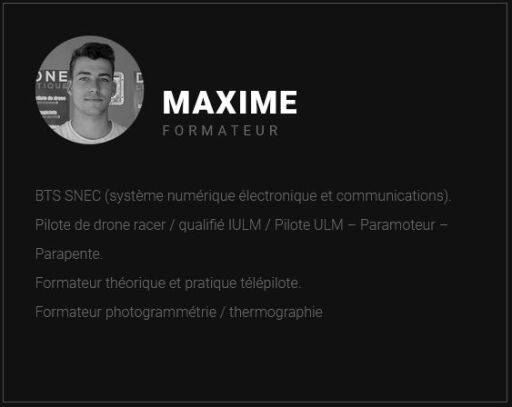 MAXIME
FORMATEUR
BTS SNEC (système numérique électronique et communications).
Pilote de drone racer / qualifié IULM / Pilote ULM – Paramoteur –
Parapente.
Formateur théorique et pratique télépilote.
Formateur photogrammétrie / thermographie